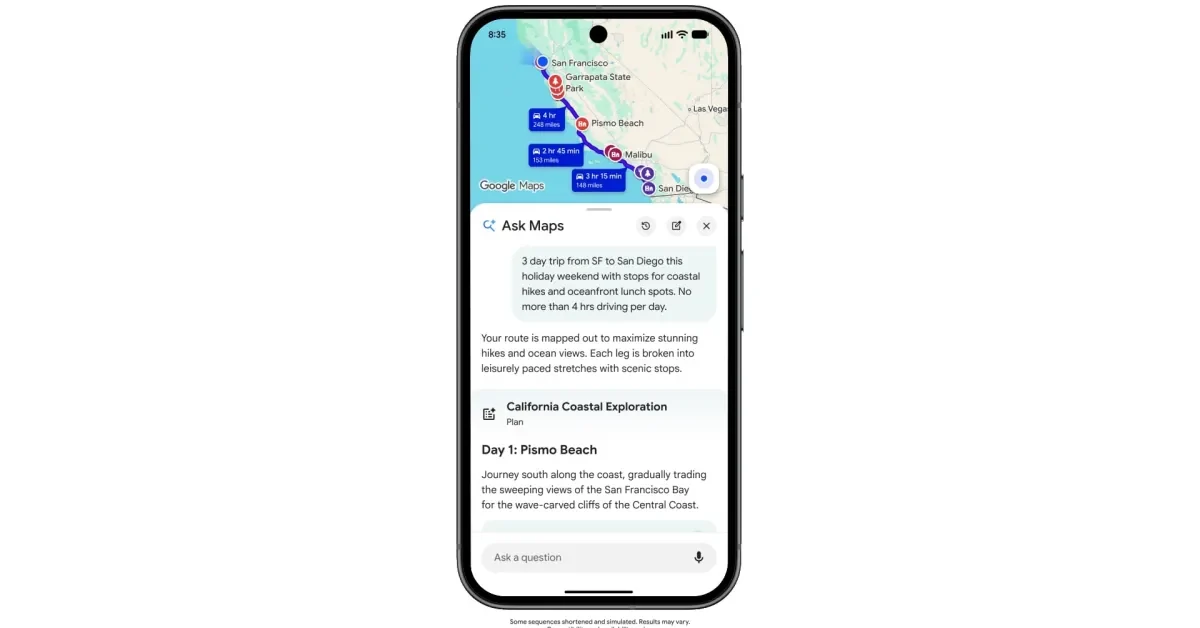 8:35
San Francisco
Garrapata State
Park
Las Vegas
4 hr
248 miles
Pismo Beach
2 hr 45 min
153 miles
Malibu
3 hr 15 min
148 miles
San Die
Google Maps
Ask Maps
3 day trip from SF to San Diego this
holiday weekend with stops for coastal
hikes and oceanfront lunch spots. No
more than 4 hrs driving per day.
Your route is mapped out to maximize stunning
hikes and ocean views. Each leg is broken into
leisurely paced stretches with scenic stops.
California Coastal Exploration
Plan
Day 1: Pismo Beach
Journey south along the coast, gradually trading
the sweeping views of the San Francisco Bay
for the wave-carved cliffs of the Central Coast.
Ask a question
Some sequences shortened and simulated. Results may vary.